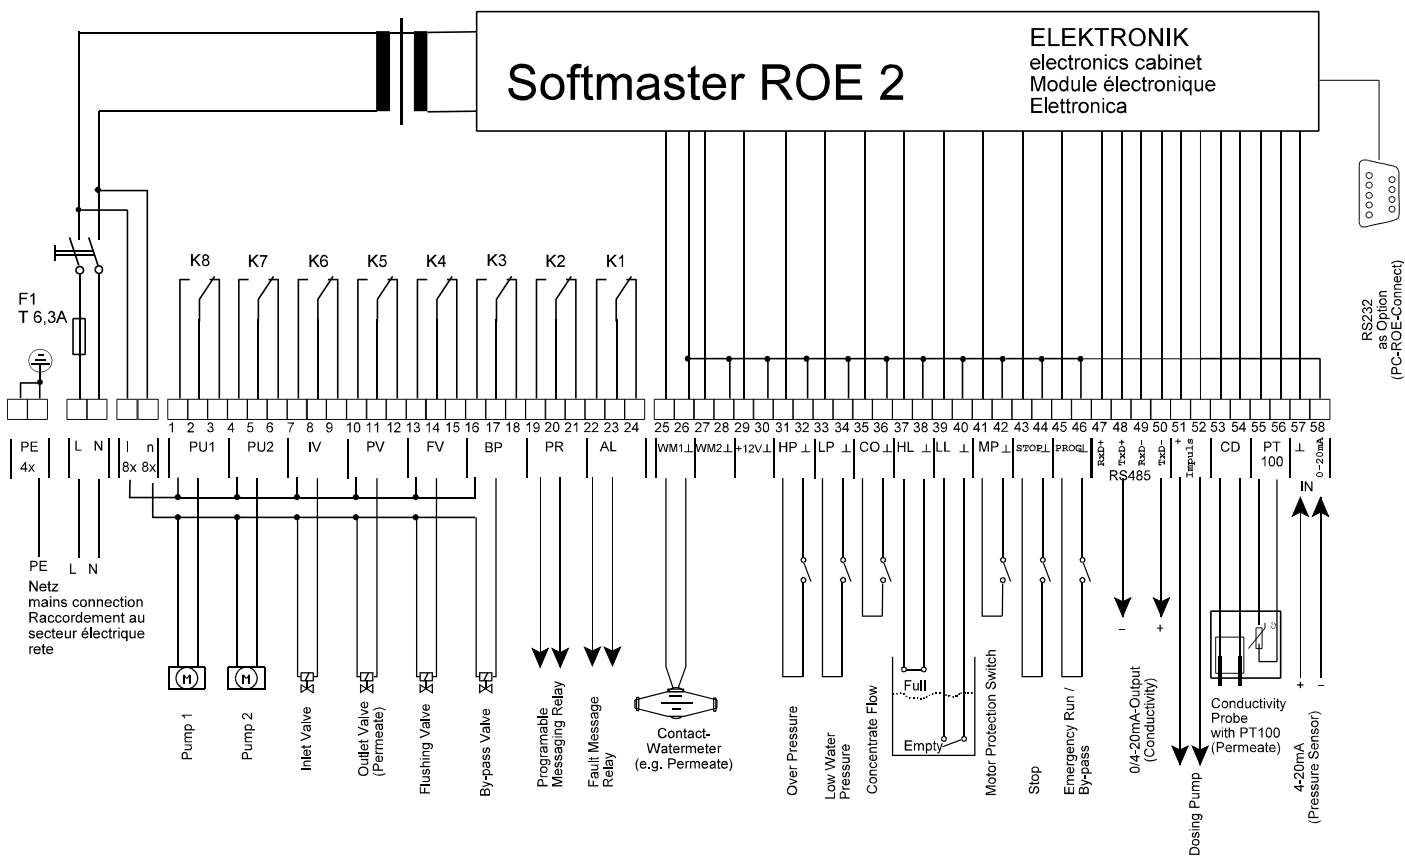 Softmaster ROE 2
ELEKTRONIK
electronics cabinet
Module électronique
Elettronica
RS232
as Option
(PC-ROE-Connect)
F1
T 6,3A
K8 K7 K6 K5 K4 K3 K2 K1
1 2 3 4 5 6 7 8 9 10 11 12 13 14 15 16 17 18 19 20 21 22 23 24
25 26 27 28 29 30 31 32 33 34 35 36 37 38 39 40 41 42 43 44 45 46 47 48 49 50 51 52 53 54 55 56 57 58
PE
4x
L N
l n
8x 8x
PU1 PU2 IV PV FV BP PR AL
WM1⊥ WM2⊥ +12V⊥ HP ⊥ LP ⊥ CO ⊥ HL ⊥ LL ⊥ MP ⊥ STOP⊥ PROG⊥
RxD+ TxD+ RxD- TxD-
RS485
+
Impuls
CD
PT
100
⊥ 0-20mA
IN
PE
L N
Netz
mains connection
Raccordement au
secteur électrique
rete
M
M
Pump 1
Pump 2
Inlet Valve
Outlet Valve
(Permeate)
Flushing Valve
By-pass Valve
Programable
Messaging Relay
Fault Message
Relay
Contact-
Watermeter
(e.g. Permeate)
Over Pressure
Low Water
Pressure
Concentrate Flow
Full
Empty
Motor Protection Switch
Stop
Emergency Run /
By-pass
- +
0/4-20mA-Output
(Conductivity)
Dosing Pump
Conductivity
Probe
with PT100
(Permeate)
+ -
4-20mA
(Pressure Sensor)